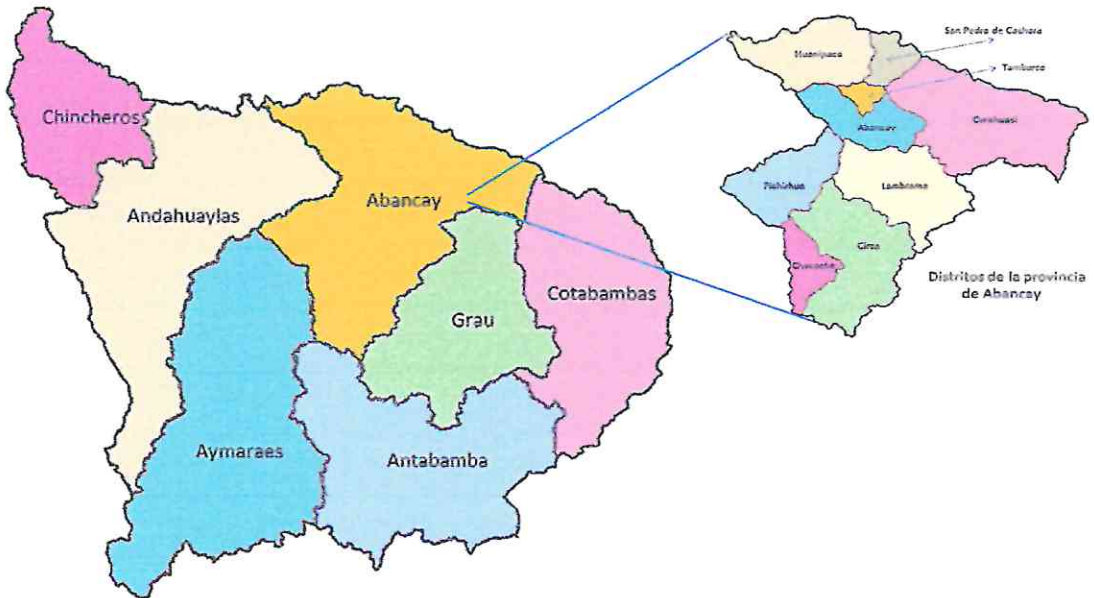 Chincheros
Andahuaylas
Abancay
Cotabambas
Grau
Aymaraes
Antabamba
San Pedro de Cachora
Huanipaca
Tamburco
Curahuasi
Abancay
Pichirhua
Lambrama
Circa
Chacoche
Distritos de la provincia
de Abancay